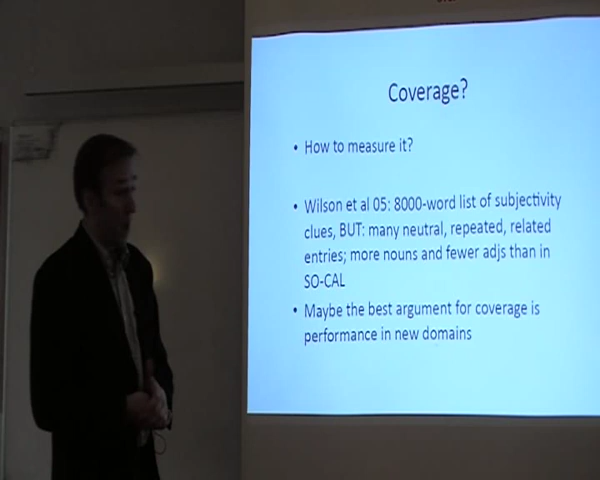 Coverage?
• How to measure it?
• Wilson et al 05: 8000-word list of subjectivity
clues, BUT: many neutral, repeated, related
entries; more nouns and fewer adjs than in
SO-CAL
• Maybe the best argument for coverage is
performance in new domains